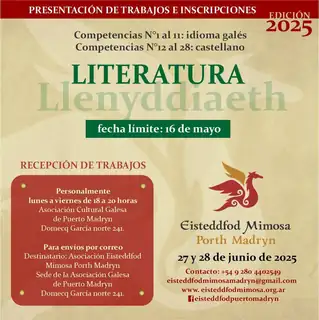 PRESENTACIÓN DE TRABAJOS E INSCRIPCIONES
EDICIÓN
2025
Competencias N°1 al 11: idioma galés
Competencias N°12 al 28: castellano
LITERATURA
Llenyddiaeth
fecha límite: 16 de mayo
RECEPCIÓN DE TRABAJOS
Personalmente
lunes a viernes de 18 a 20 horas
Asociación Cultural Galesa
de Puerto Madryn
Domecq García norte 241.
Para envíos por correo
Destinatario: Asociación Eisteddfod
Mimosa Porth Madryn
Sede de la Asociación Galesa
de Puerto Madryn
Domecq García norte 241.
Eisteddfod Mimosa
Porth Madryn
27 y 28 de junio de 2025
Contacto: +54 9 280 4402549
eisteddfodmimosamadryn@gmail.com
www.eisteddfodmimosa.org.ar
eisteddfodpuertomadryn